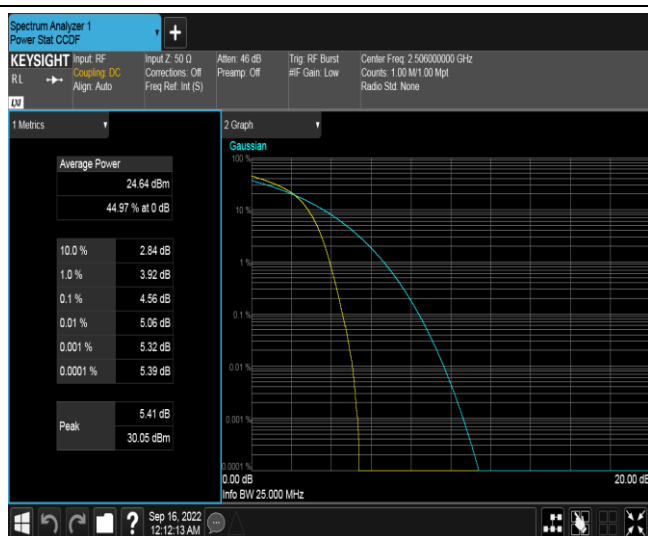 Spectrum Analyzer 1
Power Stat CCDF
+
KEYSIGHT
RL
LXI
Input: RF
Coupling: DC
Align: Auto
Input Z: 50 Ω
Corrections: Off
Freq Ref: Int (S)
Atten: 46 dB
Preamp: Off
Trig: RF Burst
#IF Gain: Low
Center Freq: 2.506000000 GHz
Counts: 1.00 M/1.00 Mpt
Radio Std: None
1 Metrics
Average Power
24.64 dBm
44.97 % at 0 dB
10.0 % 2.84 dB
1.0 % 3.92 dB
0.1 % 4.56 dB
0.01 % 5.06 dB
0.001 % 5.32 dB
0.0001 % 5.39 dB
Peak
5.41 dB
30.05 dBm
2 Graph
Gaussian
100 %
10 %
1 %
0.1 %
0.01 %
0.001 %
0.0001 %
0.00 dB
20.00 dB
Info BW 25.000 MHz
?
Sep 16, 2022
12:12:13 AM